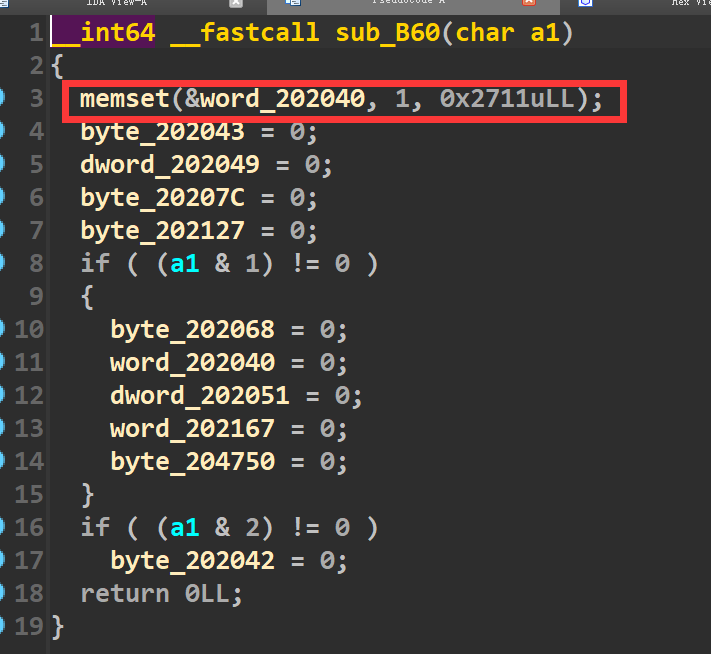 IDA View-A Pseudocode-A Hex Vi
1 __int64 __fastcall sub_B60(char a1)
2 {
3 memset(&word_202040, 1, 0x2711uLL);
4 byte_202043 = 0;
5 dword_202049 = 0;
6 byte_20207C = 0;
7 byte_202127 = 0;
8 if ( (a1 & 1) != 0 )
9 {
10 byte_202068 = 0;
11 word_202040 = 0;
12 dword_202051 = 0;
13 word_202167 = 0;
14 byte_204750 = 0;
15 }
16 if ( (a1 & 2) != 0 )
17 byte_202042 = 0;
18 return 0LL;
19 }